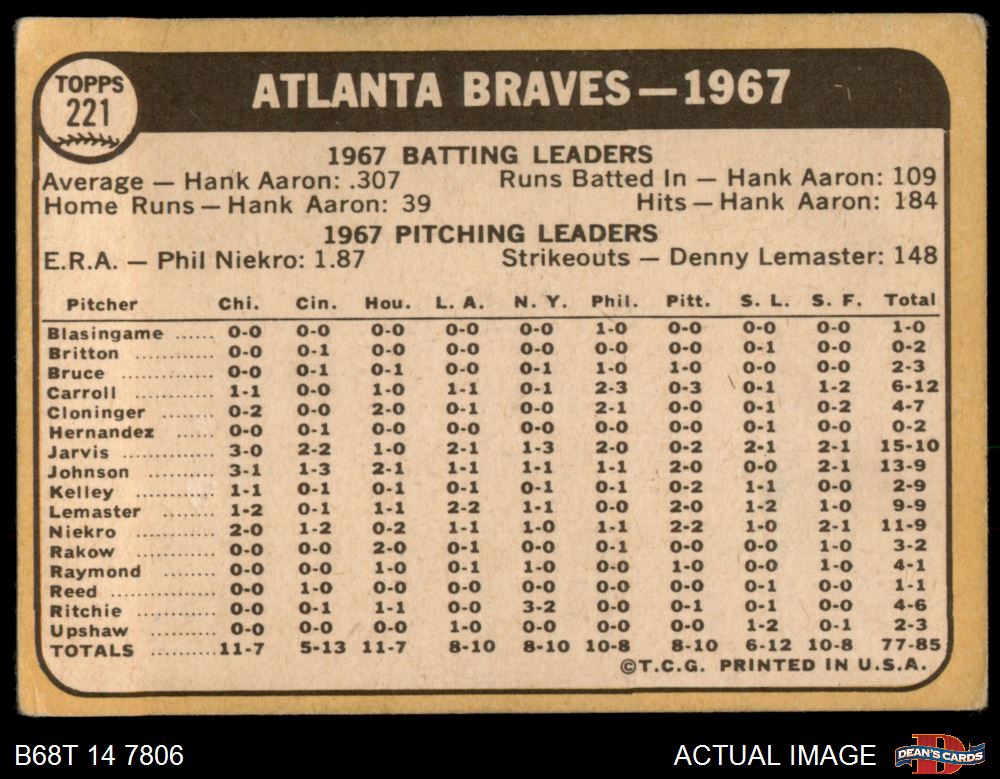 TOPPS
221
ATLANTA BRAVES—1967
1967 BATTING LEADERS
Average — Hank Aaron: .307 Runs Batted In — Hank Aaron: 109
Home Runs — Hank Aaron: 39 Hits — Hank Aaron: 184
1967 PITCHING LEADERS
E.R.A. — Phil Niekro: 1.87 Strikeouts — Denny Lemaster: 148
Pitcher Chi. Cin. Hou. L. A. N. Y. Phil. Pitt. S. L. S. F. Total
Blasingame ...... 0-0 0-0 0-0 0-0 0-0 1-0 0-0 0-0 0-0 1-0
Britton ............ 0-0 0-1 0-0 0-0 0-0 0-0 0-0 0-1 0-0 0-2
Bruce .............. 0-0 0-1 0-1 0-0 0-1 1-0 1-0 0-0 0-0 2-3
Carroll ............ 1-1 0-0 1-0 1-1 0-1 2-3 0-3 0-1 1-2 6-12
Cloninger ........ 0-2 0-0 2-0 0-1 0-0 2-1 0-0 0-1 0-2 4-7
Hernandez ...... 0-0 0-1 0-0 0-0 0-0 0-0 0-0 0-1 0-0 0-2
Jarvis .............. 3-0 2-2 1-0 2-1 1-3 2-0 0-2 2-1 2-1 15-10
Johnson .......... 3-1 1-3 2-1 1-1 1-1 1-1 2-0 0-0 2-1 13-9
Kelley ............ 1-1 0-1 0-1 0-1 0-1 0-1 0-2 1-1 0-0 2-9
Lemaster ........ 1-2 0-1 1-1 2-2 1-1 0-0 2-0 1-2 1-0 9-9
Niekro ............ 2-0 1-2 0-2 1-1 1-0 1-1 2-2 1-0 2-1 11-9
Rakow ............ 0-0 0-0 2-0 0-1 0-0 0-1 0-0 0-0 1-0 3-2
Raymond ........ 0-0 0-0 1-0 0-1 1-0 0-0 1-0 0-0 1-0 4-1
Reed .............. 0-0 1-0 0-0 0-0 0-0 0-0 0-0 0-1 0-0 1-1
Ritchie ............ 0-0 0-1 1-1 0-0 3-2 0-0 0-1 0-1 0-0 4-6
Upshaw .......... 0-0 0-0 0-0 1-0 0-0 0-0 0-0 1-2 0-1 2-3
TOTALS .......... 11-7 5-13 11-7 8-10 8-10 10-8 8-10 6-12 10-8 77-85
©T.C.G. PRINTED IN U.S.A.
B68T 14 7806 ACTUAL IMAGE DEAN'S CARDS